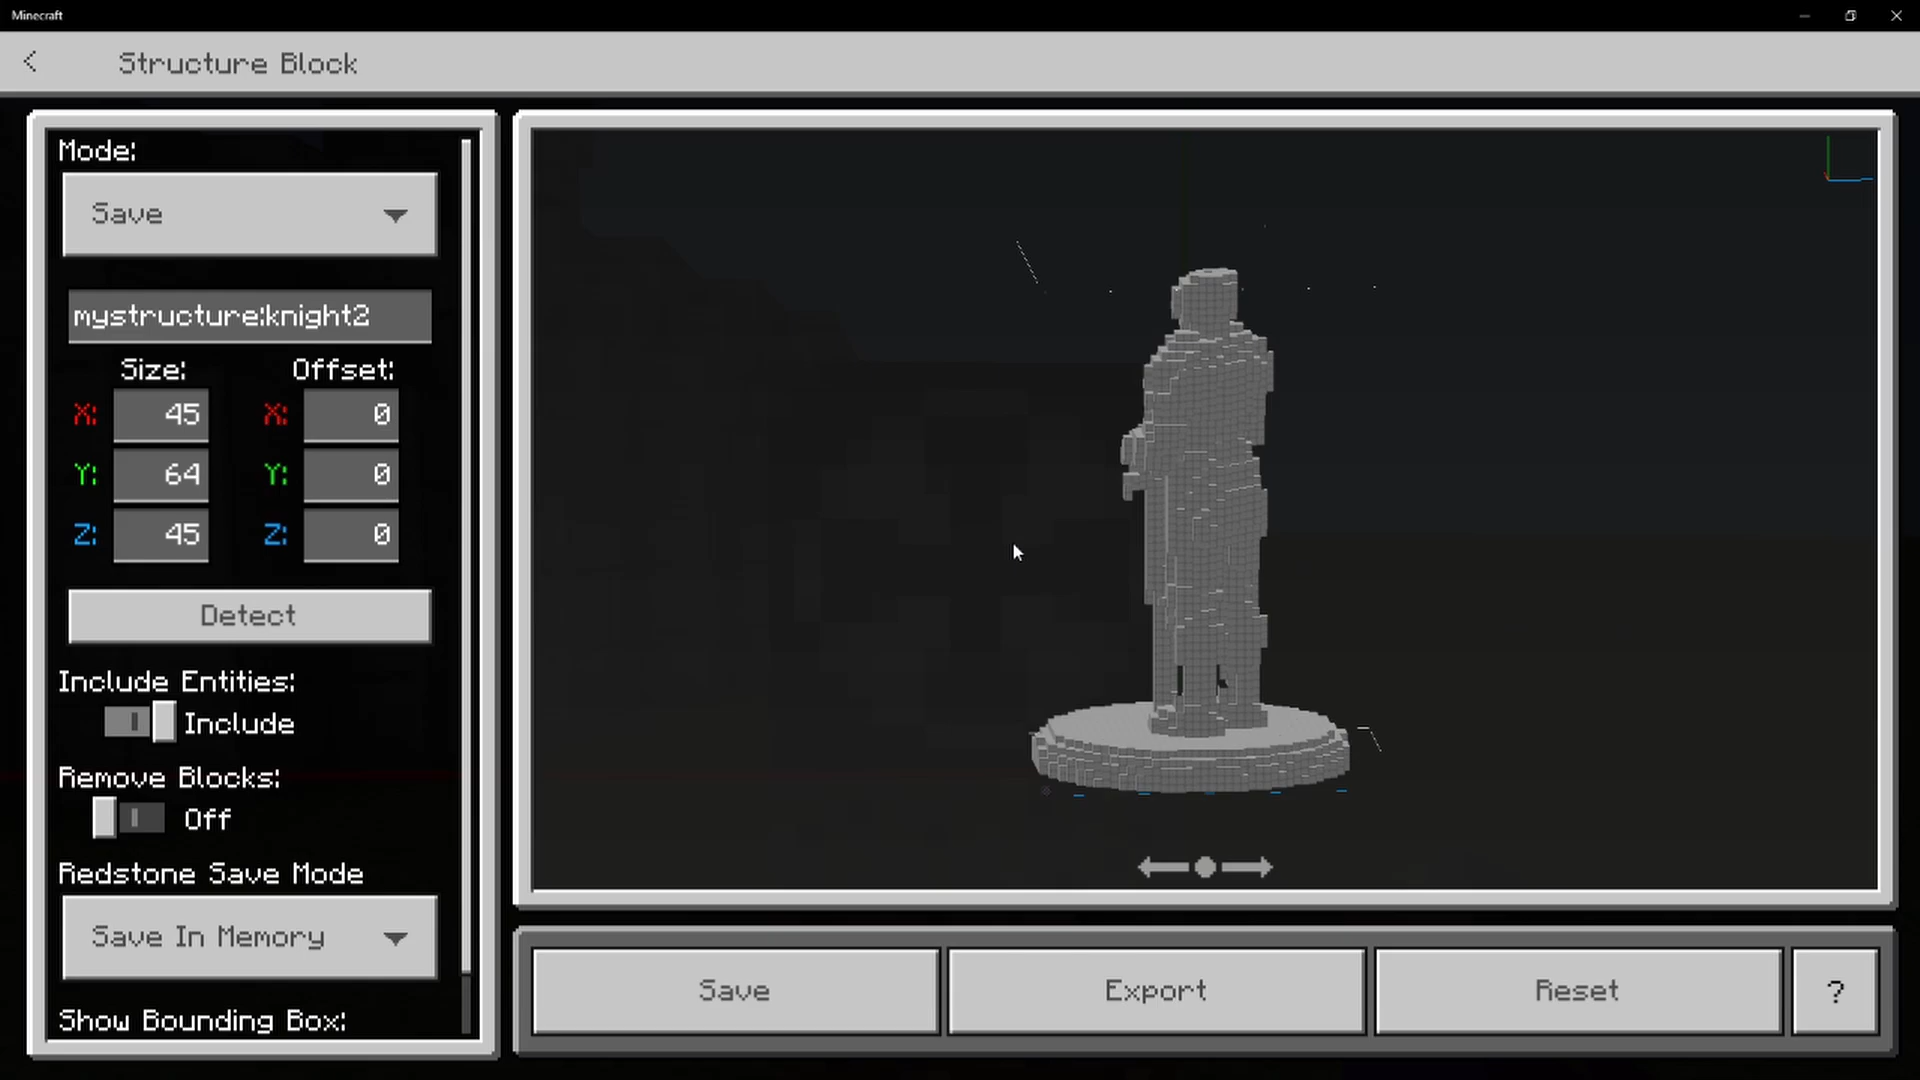 Minecraft
Structure Block
Mode:
Save
mystructure:knight2
Size: Offset:
X: 45 X: 0
Y: 64 Y: 0
Z: 45 Z: 0
Detect
Include Entities:
Include
Remove Blocks:
Off
Redstone Save Mode
Save In Memory
Show Bounding Box:
Save Export Reset ?